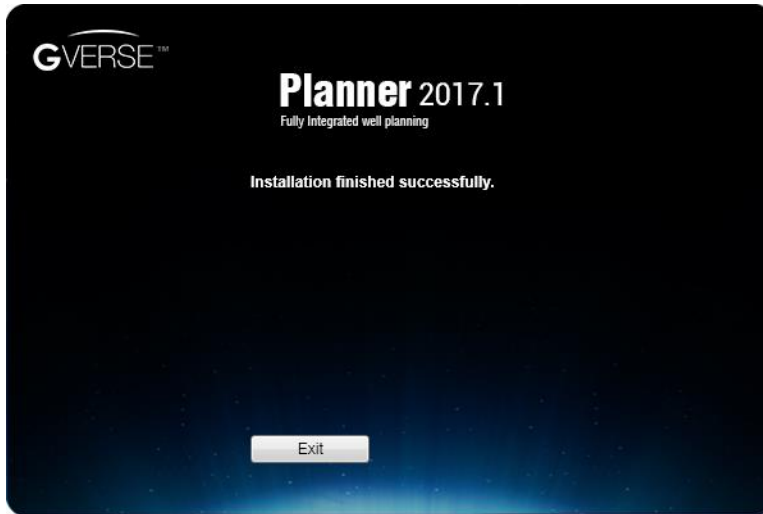 GVERSE™
Planner 2017.1
Fully Integrated well planning
Installation finished successfully.
Exit